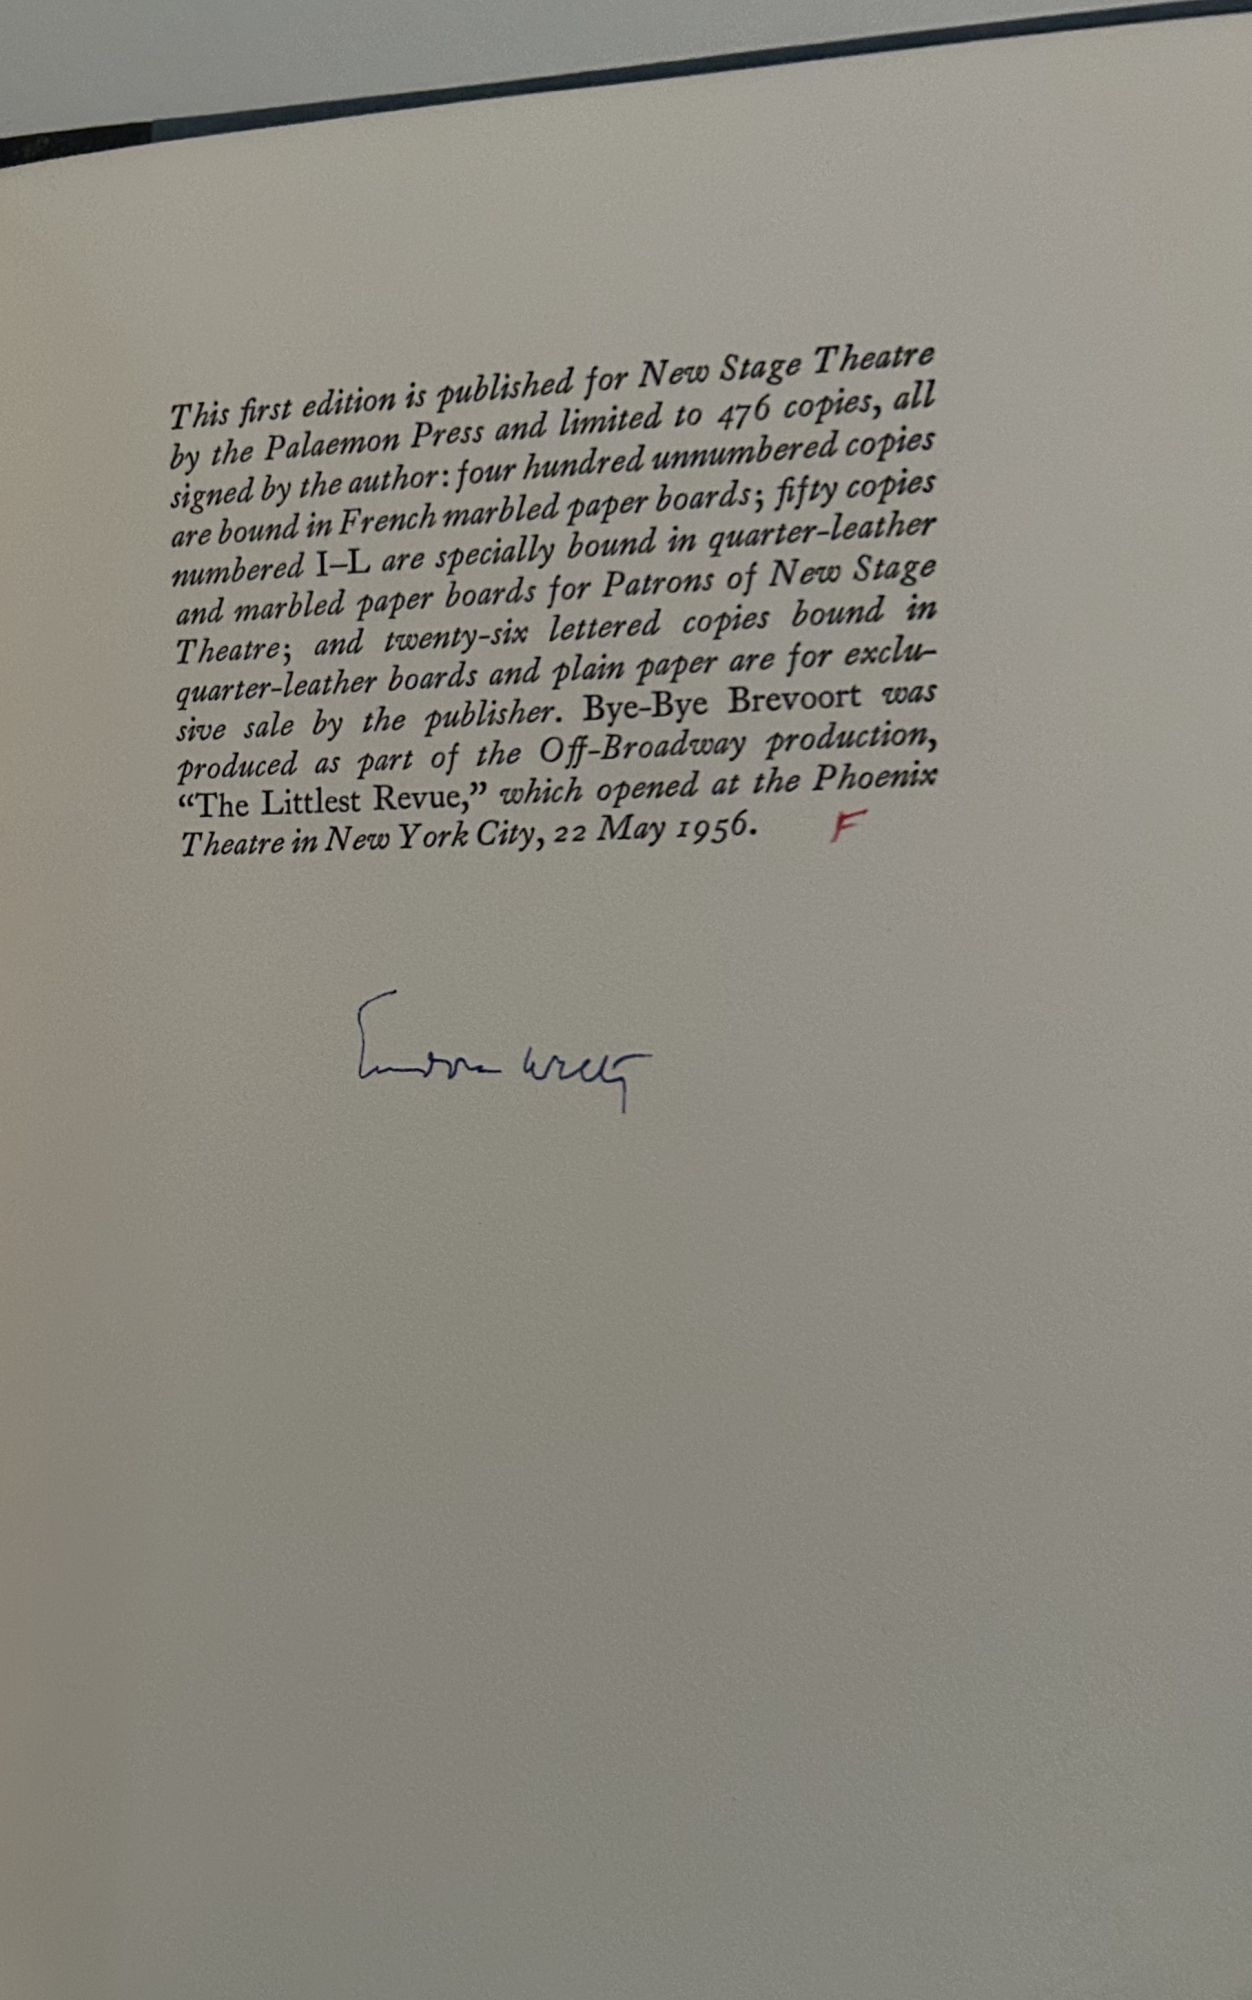 This first edition is published for New Stage Theatre
by the Palaemon Press and limited to 476 copies, all
signed by the author: four hundred unnumbered copies
are bound in French marbled paper boards; fifty copies
numbered I–L are specially bound in quarter-leather
and marbled paper boards for Patrons of New Stage
Theatre; and twenty-six lettered copies bound in
quarter-leather boards and plain paper are for exclu-
sive sale by the publisher. Bye-Bye Brevoort was
produced as part of the Off-Broadway production,
“The Littlest Revue,” which opened at the Phoenix
Theatre in New York City, 22 May 1956. F
Eudora Welty